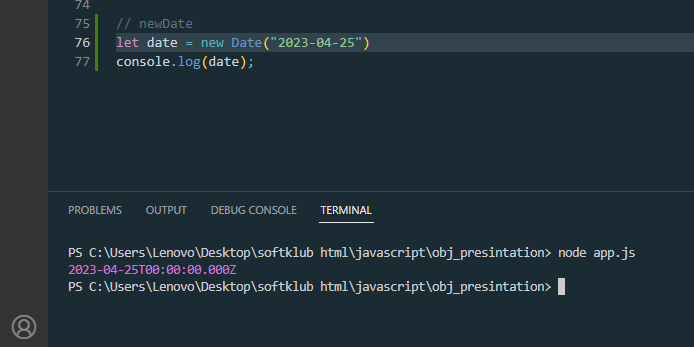 74
75 // newDate
76 let date = new Date("2023-04-25")
77 console.log(date);
PROBLEMS OUTPUT DEBUG CONSOLE TERMINAL
PS C:\Users\Lenovo\Desktop\softklub html\javascript\obj_presintation> node app.js
2023-04-25T00:00:00.000Z
PS C:\Users\Lenovo\Desktop\softklub html\javascript\obj_presintation>